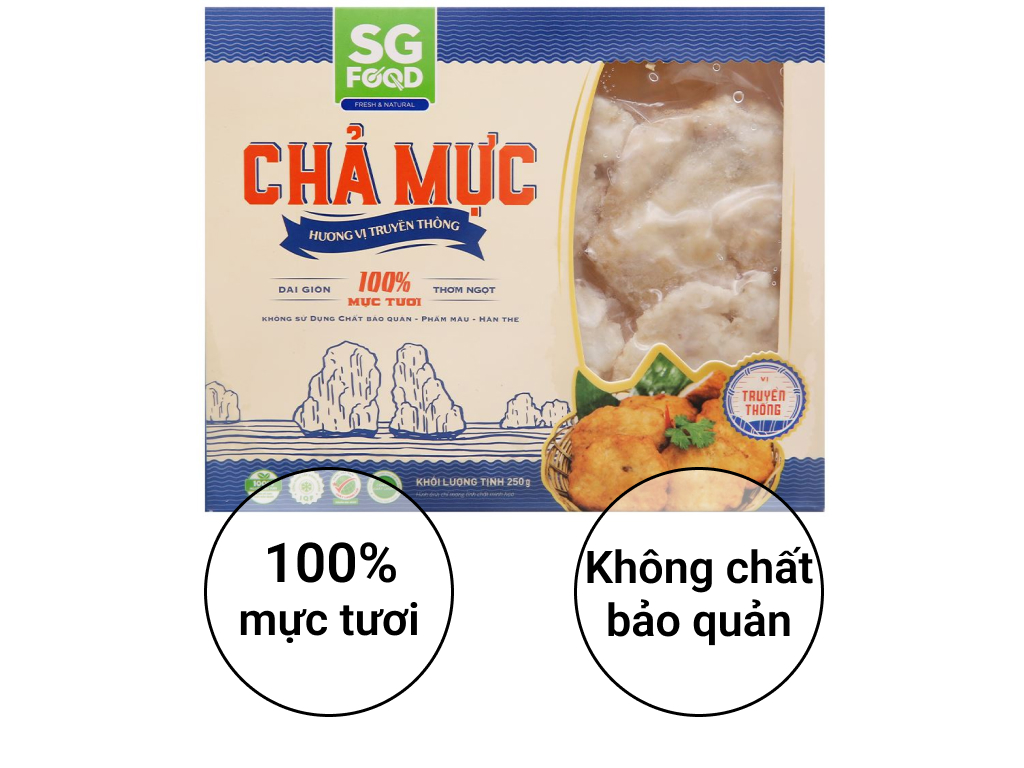 SG
FOOD
FRESH & NATURAL
CHẢ MỰC
HƯƠNG VỊ TRUYỀN THỐNG
DAI GIÒN
100%
MỰC TƯƠI
THƠM NGỌT
KHÔNG SỬ DỤNG CHẤT BẢO QUẢN - PHẨM MÀU - HÀN THE
VỊ
TRUYỀN
THỐNG
KHỐI LƯỢNG TỊNH 250g
100%
mực tươi
Không chất
bảo quản